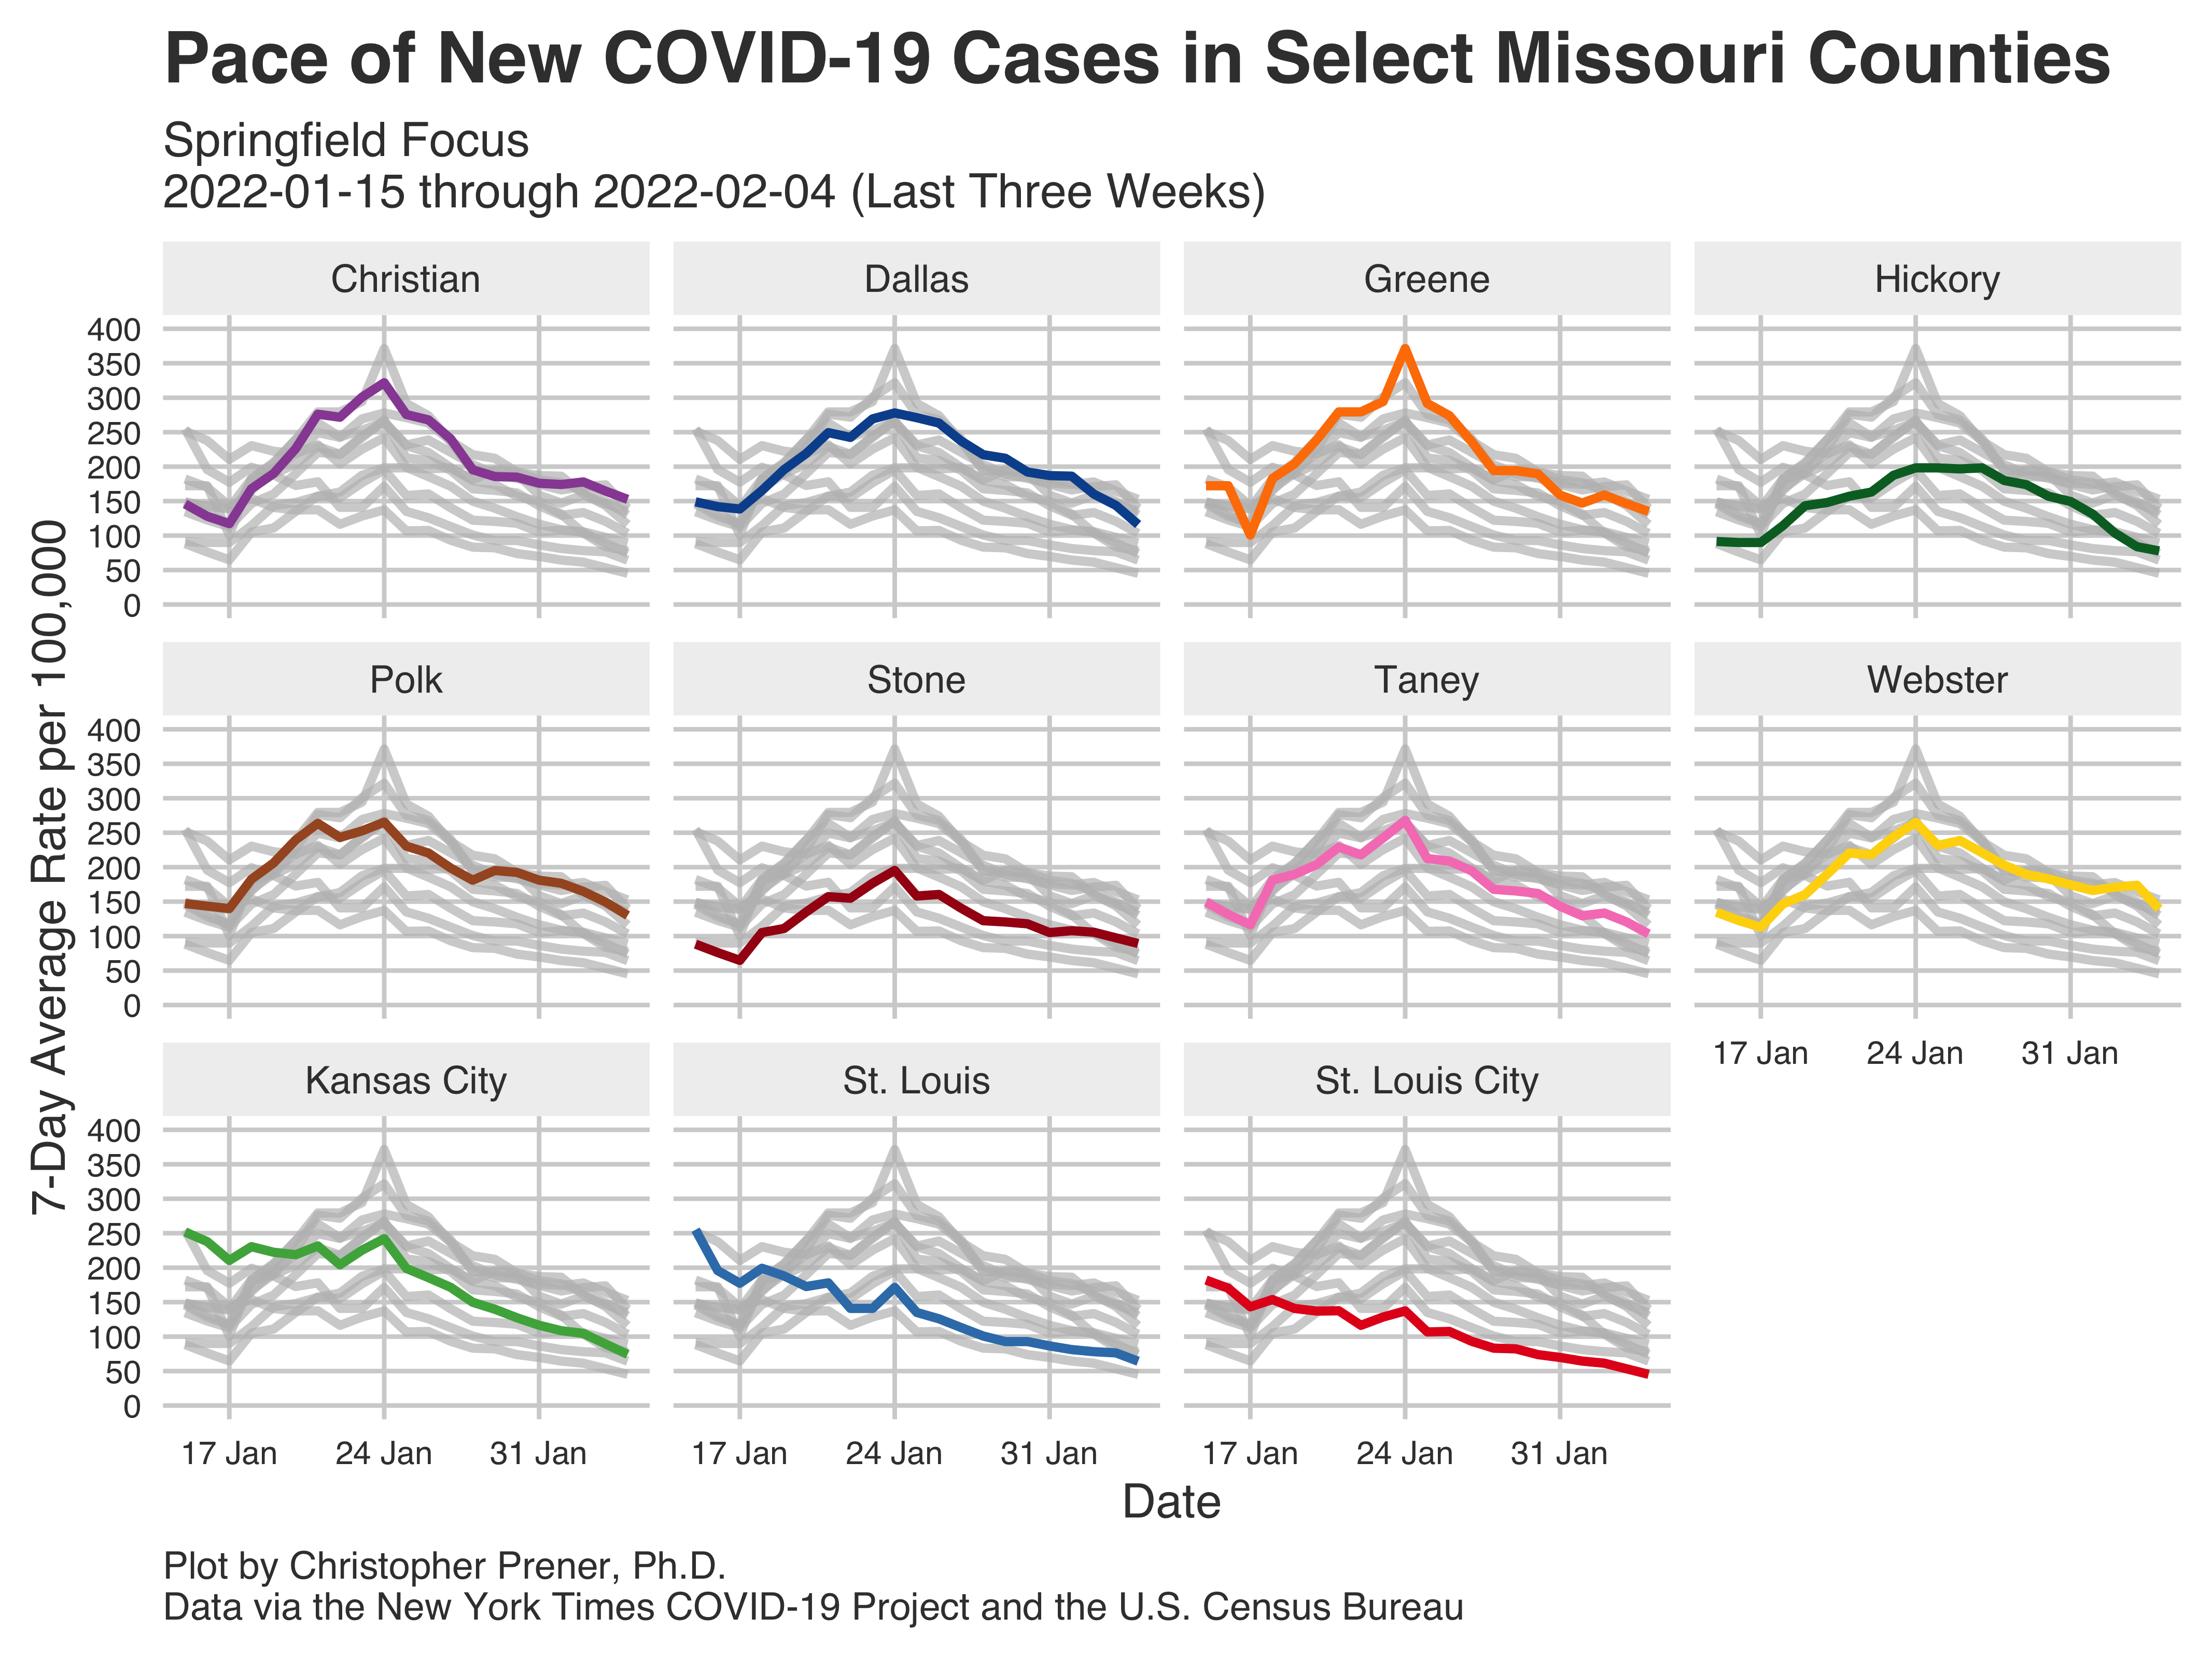 Pace of New COVID-19 Cases in Select Missouri Counties
Springfield Focus
2022-01-15 through 2022-02-04 (Last Three Weeks)
7-Day Average Rate per 100,000
Christian
Dallas
Greene
Hickory
400
350
300
250
200
150
100
50
0
Polk
Stone
Taney
Webster
400
350
300
250
200
150
100
50
0
17 Jan
24 Jan
31 Jan
Kansas City
St. Louis
St. Louis City
400
350
300
250
200
150
100
50
0
17 Jan
24 Jan
31 Jan
17 Jan
24 Jan
31 Jan
17 Jan
24 Jan
31 Jan
Date
Plot by Christopher Prener, Ph.D.
Data via the New York Times COVID-19 Project and the U.S. Census Bureau